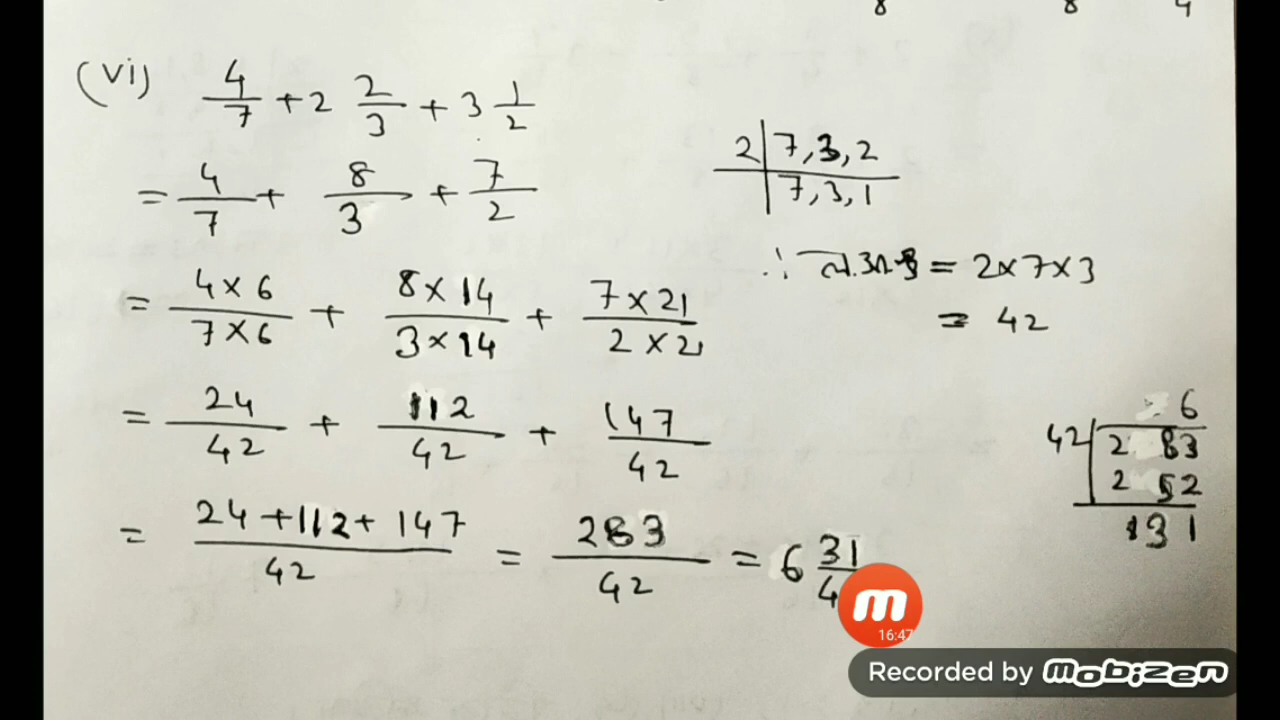 8 8 4
(vi) 4/7 + 2 2/3 + 3 1/2
= 4/7 + 8/3 + 7/2
= 4×6/7×6 + 8×14/3×14 + 7×21/2×21
= 24/42 + 112/42 + 147/42
= 24+112+147/42 = 283/42 = 6 31/4
2 | 7,3,2
7,3,1
∴ = 2×7×3
= 42
6
42 283
252
31
16:47
Recorded by MOBIZEN